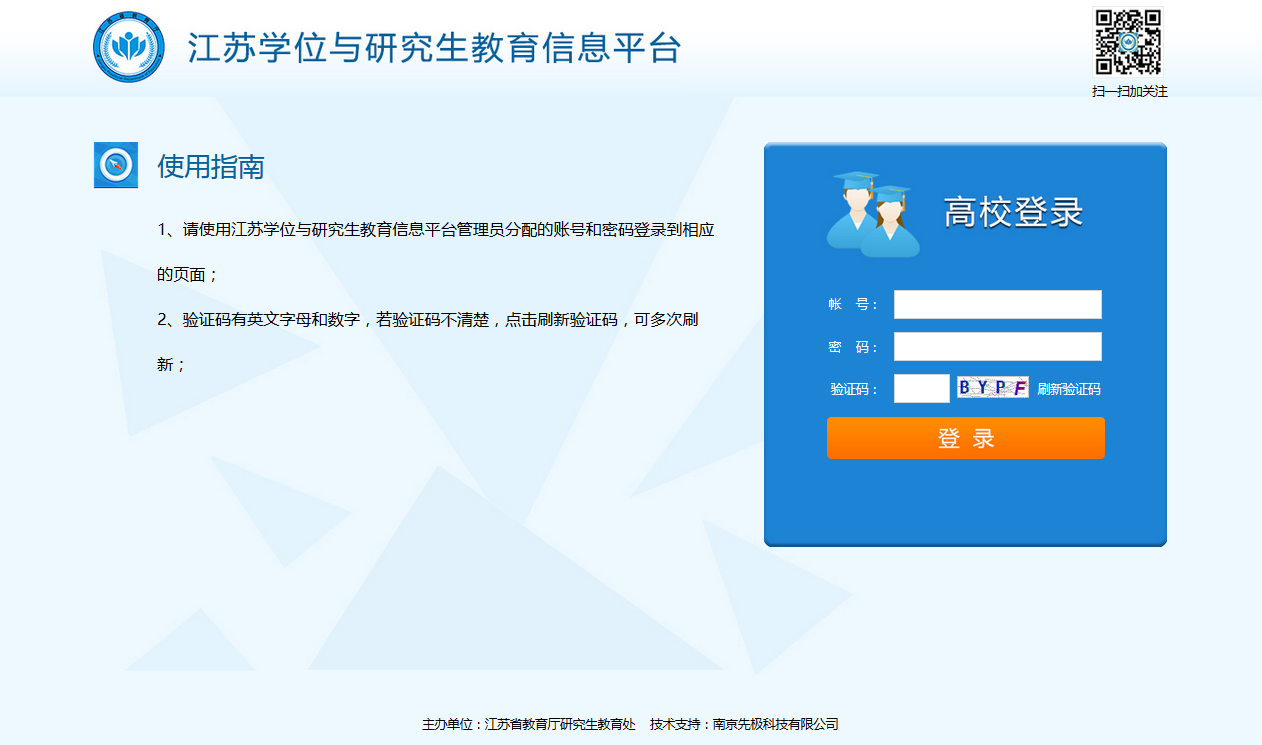 江苏学位与研究生教育信息平台
扫一扫加关注
使用指南
1、请使用江苏学位与研究生教育信息平台管理员分配的账号和密码登录到相应
的页面；
2、验证码有英文字母和数字，若验证码不清楚，点击刷新验证码，可多次刷
新；
高校登录
帐 号：
密 码：
验证码： BYPF 刷新验证码
登 录
主办单位：江苏省教育厅研究生教育处 技术支持：南京先极科技有限公司